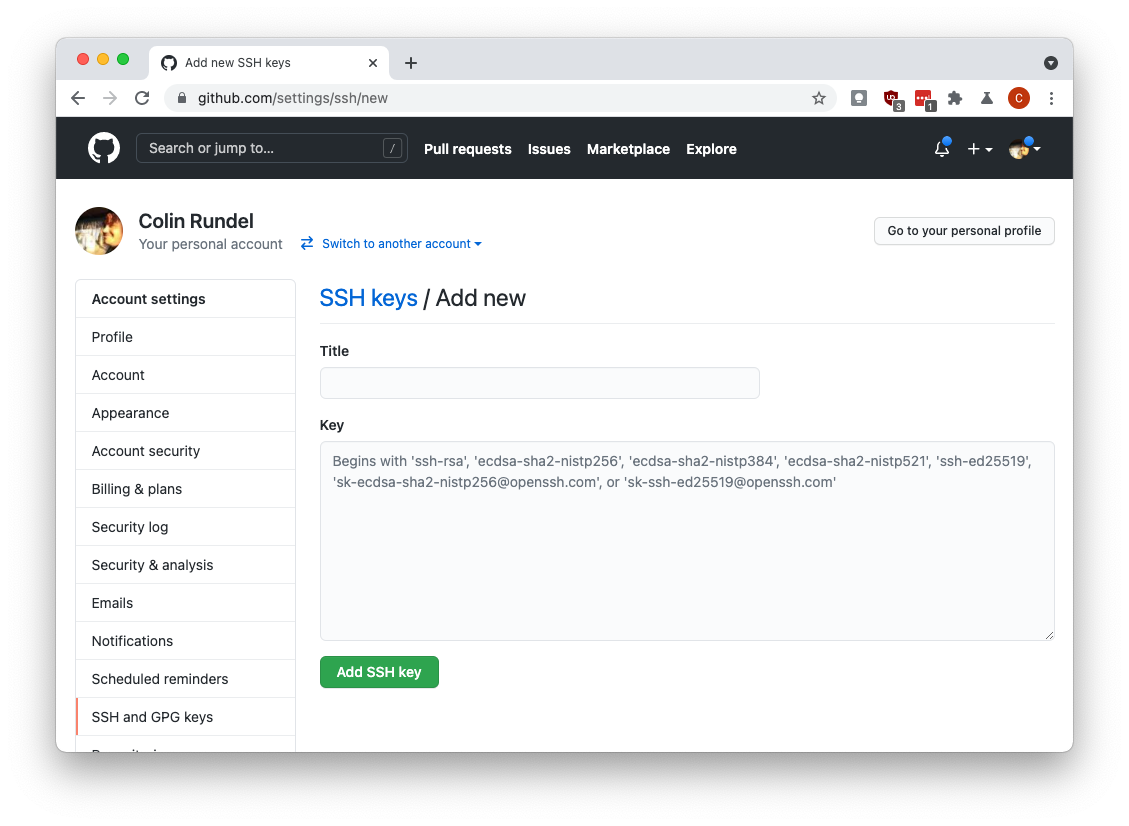 Add new SSH keys
github.com/settings/ssh/new
3
1
C
Search or jump to…
/
Pull requests
Issues
Marketplace
Explore
Colin Rundel
Your personal account
Switch to another account
Go to your personal profile
Account settings
Profile
Account
Appearance
Account security
Billing & plans
Security log
Security & analysis
Emails
Notifications
Scheduled reminders
SSH and GPG keys
SSH keys / Add new
Title
Key
Begins with 'ssh-rsa', 'ecdsa-sha2-nistp256', 'ecdsa-sha2-nistp384', 'ecdsa-sha2-nistp521', 'ssh-ed25519',
'sk-ecdsa-sha2-nistp256@openssh.com', or 'sk-ssh-ed25519@openssh.com'
Add SSH key